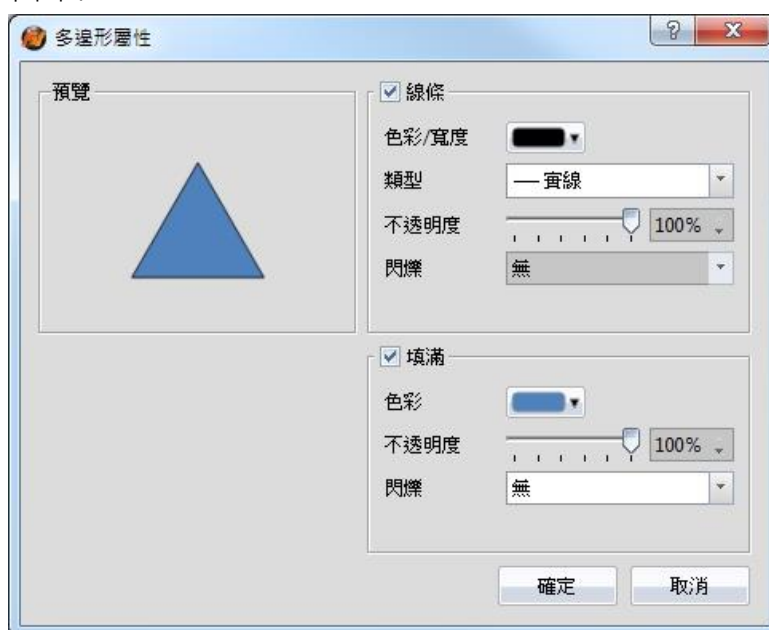 多邊形屬性
預覽
線條
色彩/寬度
類型
實線
不透明度
100%
閃爍
無
填滿
色彩
不透明度
100%
閃爍
無
確定
取消